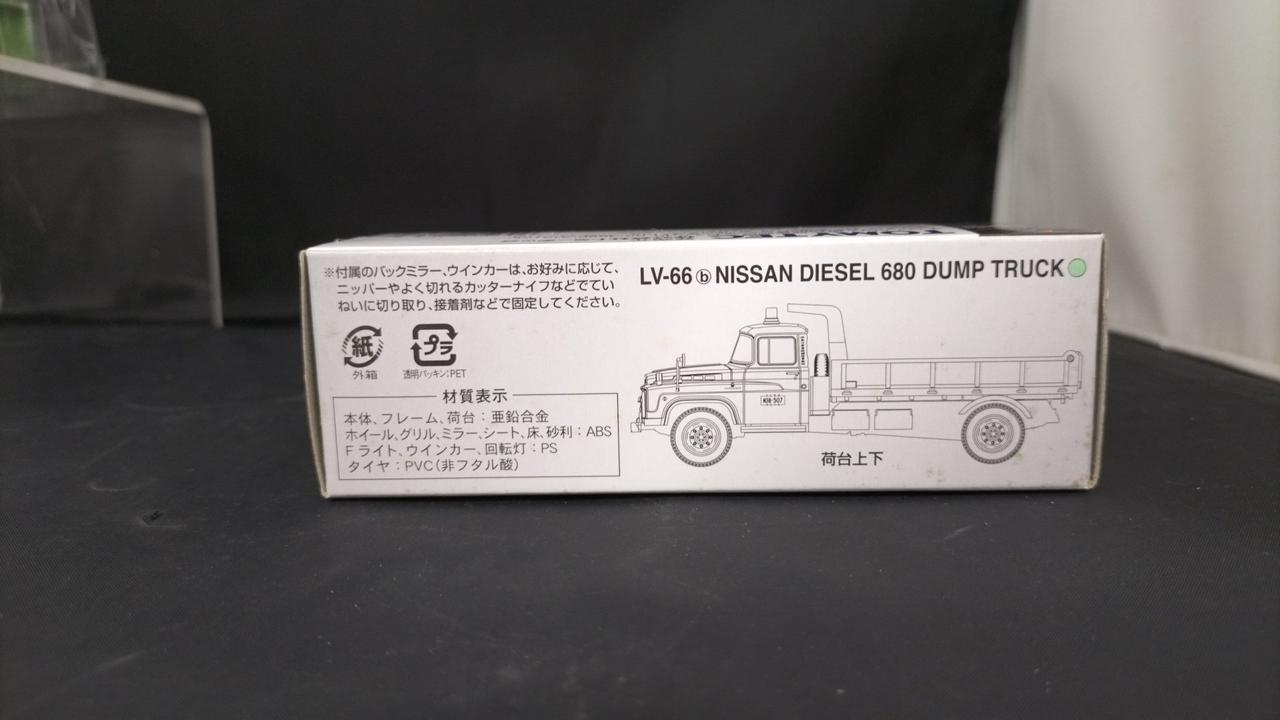 TOMYTEC
※付属のバックミラー、ウインカーは、お好みに応じて、
ニッパーやよく切れるカッターナイフなどでてい
ねいに切り取り、接着剤などで固定してください。
紙
外箱
プラ
透明パッキン:PET
材質表示
本体、フレーム、荷台：亜鉛合金
ホイール、グリル、ミラー、シート、床、砂利：ABS
Fライト、ウインカー、回転灯：PS
タイヤ：PVC（非フタル酸）
LV-66 ⓑ NISSAN DIESEL 680 DUMP TRUCK
N38-507
荷台上下